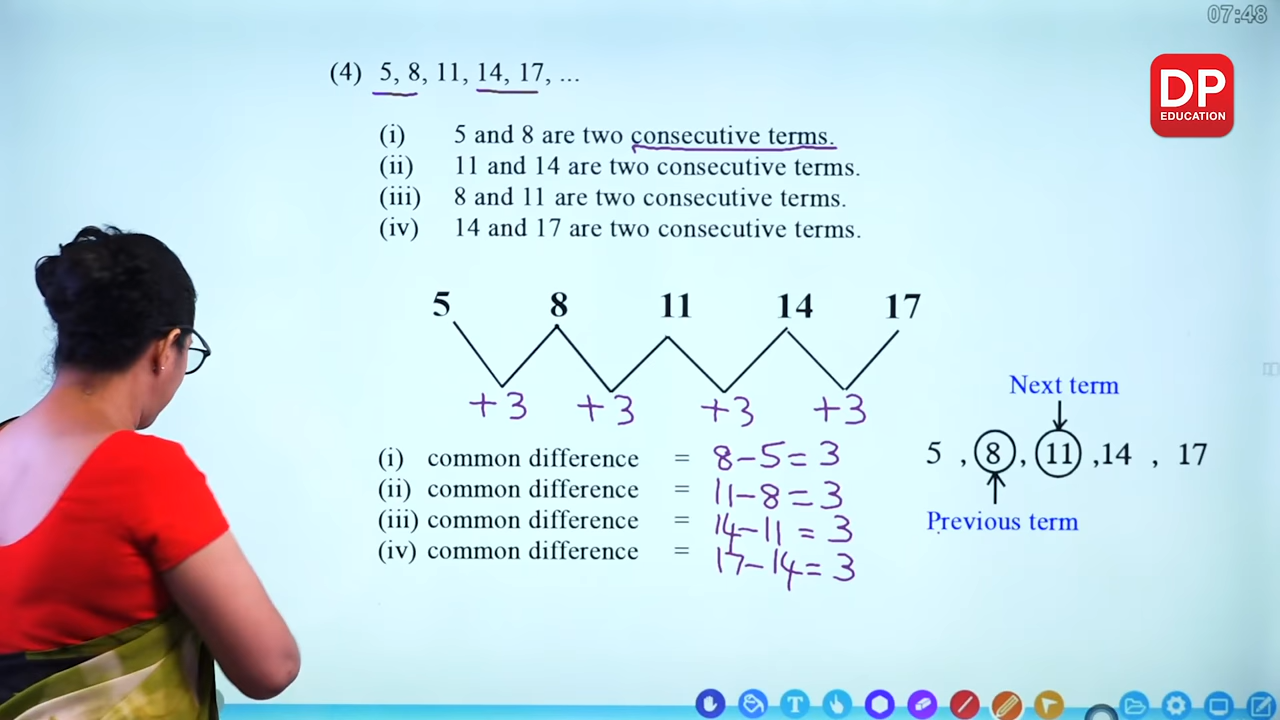 07:48
DP
EDUCATION
(4) 5, 8, 11, 14, 17, ...
(i) 5 and 8 are two consecutive terms.
(ii) 11 and 14 are two consecutive terms.
(iii) 8 and 11 are two consecutive terms.
(iv) 14 and 17 are two consecutive terms.
5 8 11 14 17
+3 +3 +3 +3
(i) common difference = 8-5=3
(ii) common difference = 11-8=3
(iii) common difference = 14-11=3
(iv) common difference = 17-14=3
Next term
5 , 8 , 11 ,14 , 17
Previous term
T